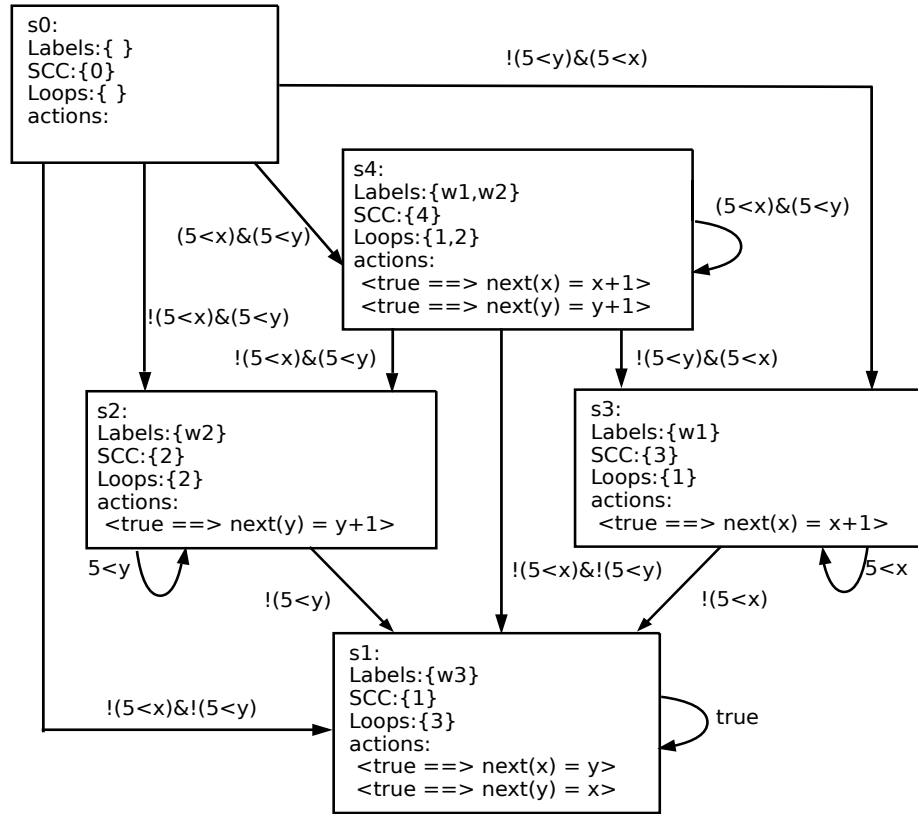 s0:
Labels:{ }
SCC:{0}
Loops:{ }
actions:
!(5<y)&(5<x)
s4:
Labels:{w1,w2}
SCC:{4}
Loops:{1,2}
actions:
<true ==> next(x) = x+1>
<true ==> next(y) = y+1>
(5<x)&(5<y)
(5<x)&(5<y)
!(5<x)&(5<y)
!(5<x)&(5<y)
!(5<y)&(5<x)
s2:
Labels:{w2}
SCC:{2}
Loops:{2}
actions:
<true ==> next(y) = y+1>
s3:
Labels:{w1}
SCC:{3}
Loops:{1}
actions:
<true ==> next(x) = x+1>
5<y
!(5<y)
!(5<x)&!(5<y)
!(5<x)
5<x
s1:
Labels:{w3}
SCC:{1}
Loops:{3}
actions:
<true ==> next(x) = y>
<true ==> next(y) = x>
!(5<x)&!(5<y)
true